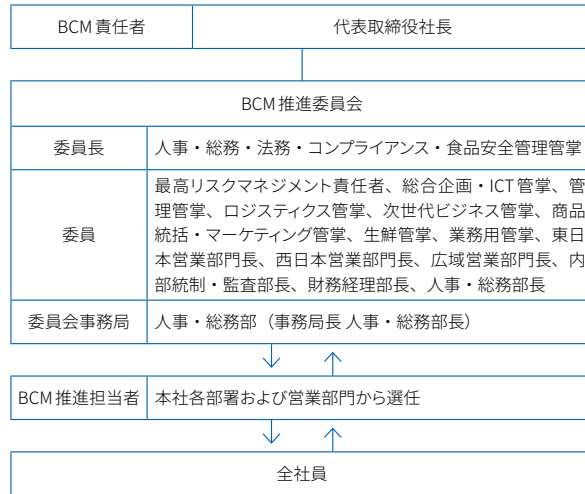 BCM責任者 代表取締役社長
BCM推進委員会
委員長 人事・総務・法務・コンプライアンス・食品安全管理管掌
最高リスクマネジメント責任者、総合企画・ICT管掌、管
理管掌、ロジスティクス管掌、次世代ビジネス管掌、商品
委員 統括・マーケティング管掌、生鮮管掌、業務用管掌、東日
本営業部門長、西日本営業部門長、広域営業部門長、内
部統制・監査部長、財務経理部長、人事・総務部長
委員会事務局 人事・総務部（事務局長 人事・総務部長）
BCM推進担当者 本社各部署および営業部門から選任
全社員